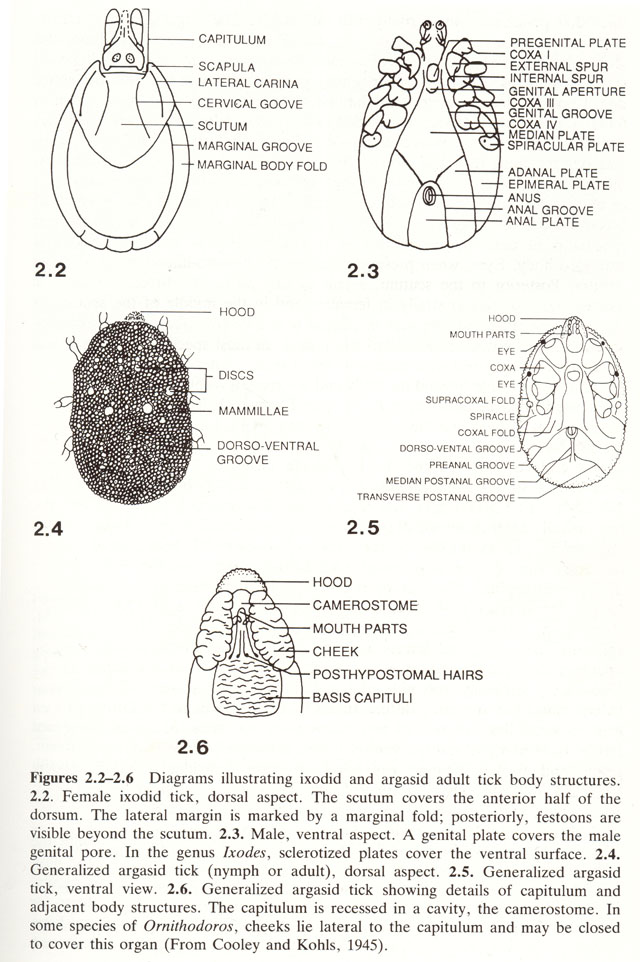 CAPITULUM
SCAPULA
LATERAL CARINA
CERVICAL GOOVE
SCUTUM
MARGINAL GROOVE
MARGINAL BODY FOLD
2.2
PREGENITAL PLATE
COXA I
EXTERNAL SPUR
INTERNAL SPUR
GENITAL APERTURE
COXA III
GENITAL GROOVE
COXA IV
MEDIAN PLATE
SPIRACULAR PLATE
ADANAL PLATE
EPIMERAL PLATE
ANUS
ANAL GROOVE
ANAL PLATE
2.3
HOOD
DISCS
MAMMILLAE
DORSO-VENTRAL
GROOVE
2.4
HOOD
MOUTH PARTS
EYE
COXA
EYE
SUPRACOXAL FOLD
SPIRACLE
COXAL FOLD
DORSO-VENTAL GROOVE
PREANAL GROOVE
MEDIAN POSTANAL GROOVE
TRANSVERSE POSTANAL GROOVE
2.5
HOOD
CAMEROSTOME
MOUTH PARTS
CHEEK
POSTHYPOSTOMAL HAIRS
BASIS CAPITULI
2.6
Figures 2.2–2.6 Diagrams illustrating ixodid and argasid adult tick body structures.
2.2. Female ixodid tick, dorsal aspect. The scutum covers the anterior half of the
dorsum. The lateral margin is marked by a marginal fold; posteriorly, festoons are
visible beyond the scutum. 2.3. Male, ventral aspect. A genital plate covers the male
genital pore. In the genus Ixodes, sclerotized plates cover the ventral surface. 2.4.
Generalized argasid tick (nymph or adult), dorsal aspect. 2.5. Generalized argasid
tick, ventral view. 2.6. Generalized argasid tick showing details of capitulum and
adjacent body structures. The capitulum is recessed in a cavity, the camerostome. In
some species of Ornithodoros, cheeks lie lateral to the capitulum and may be closed
to cover this organ (From Cooley and Kohls, 1945).